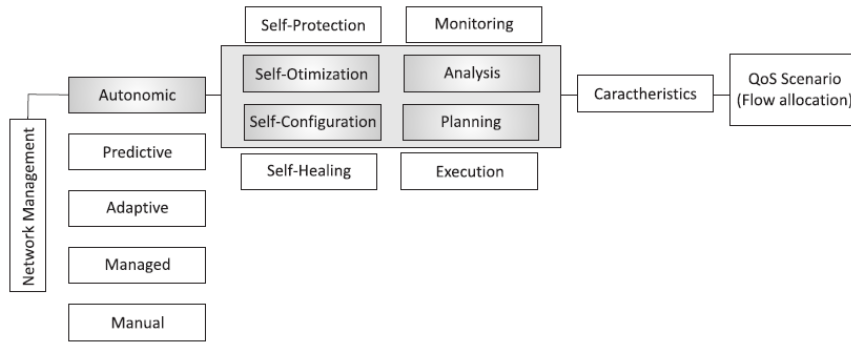 Network Management
Autonomic
Predictive
Adaptive
Managed
Manual
Self-Protection
Self-Otimization
Self-Configuration
Self-Healing
Monitoring
Analysis
Planning
Execution
Caractheristics
QoS Scenario
(Flow allocation)